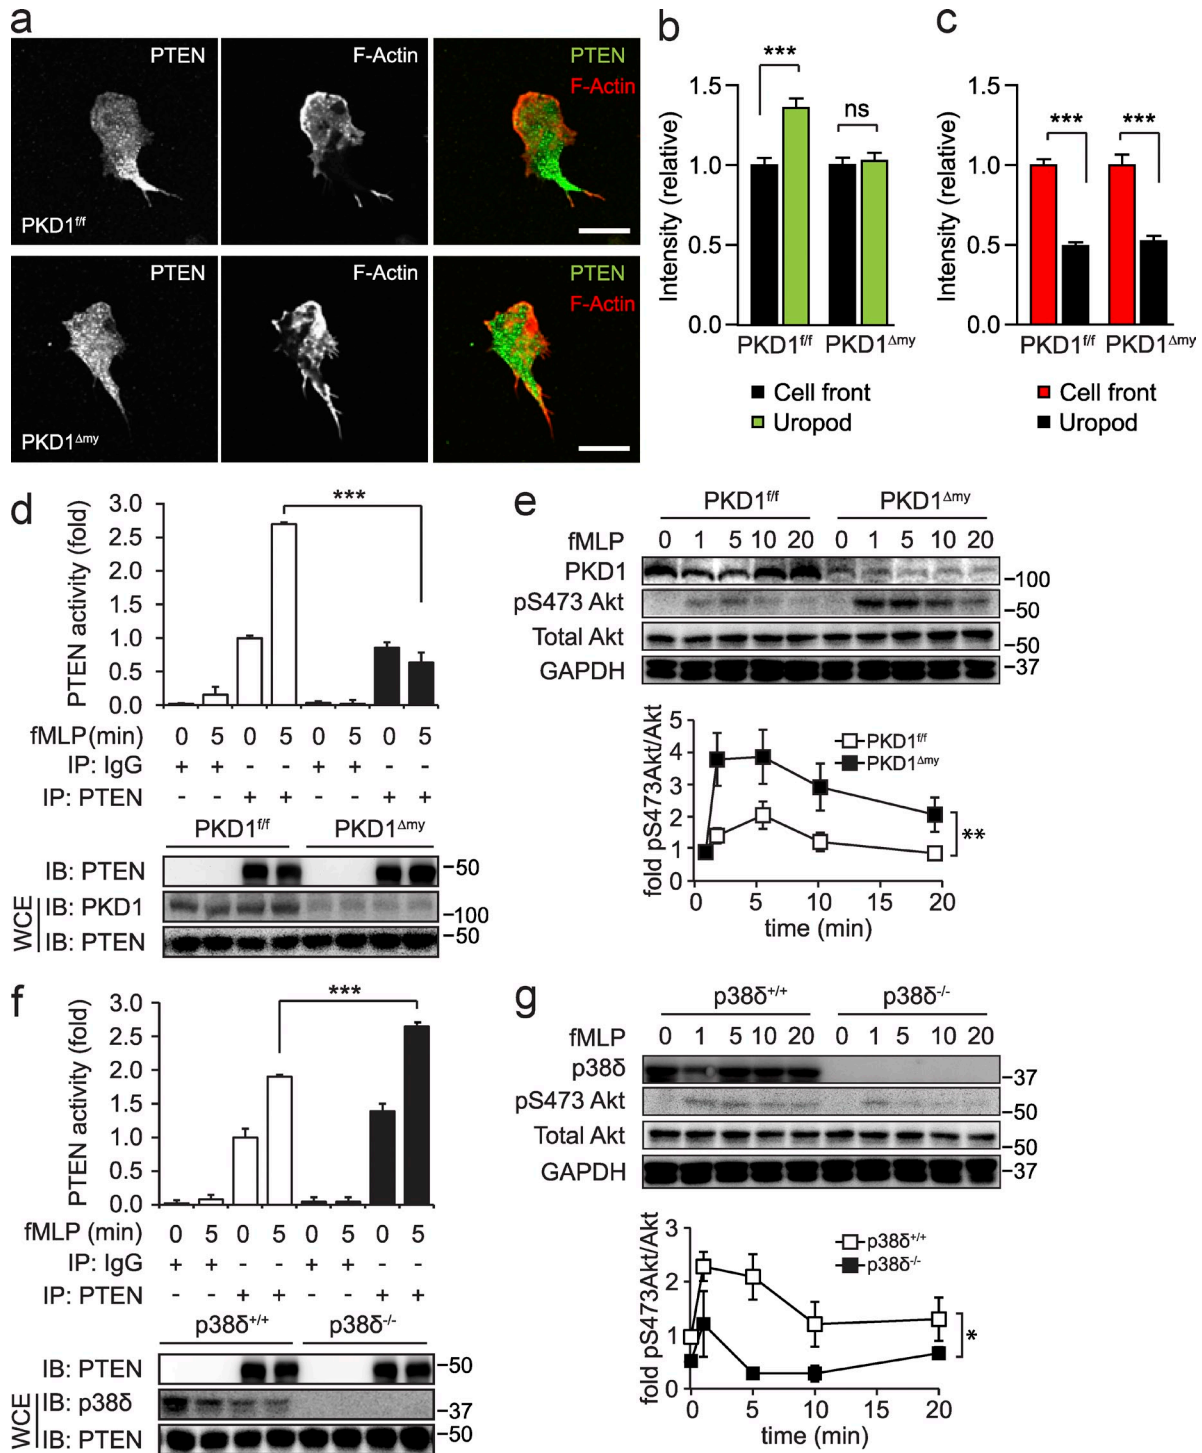 a
PTEN
F-Actin
PTEN
F-Actin
PKD1f/f
PTEN
F-Actin
PTEN
F-Actin
PKD1Δmy
b
***
ns
Intensity (relative)
1.5
1.0
0.5
0.0
PKD1f/f PKD1Δmy
Cell front
Uropod
c
*** ***
Intensity (relative)
1.5
1.0
0.5
0.0
PKD1f/f PKD1Δmy
Cell front
Uropod
d
***
PTEN activity (fold)
3.0
2.5
2.0
1.5
1.0
0.5
0.0
fMLP(min) 0 5 0 5 0 5 0 5
IP: IgG + + - - + + - -
IP: PTEN - - + + - - + +
PKD1f/f PKD1Δmy
IB: PTEN –50
WCE
IB: PKD1 –100
IB: PTEN –50
e
PKD1f/f PKD1Δmy
fMLP 0 1 5 10 20 0 1 5 10 20
PKD1 –100
pS473 Akt –50
Total Akt –50
GAPDH –37
fold pS473Akt/Akt
5
4
3
2
1
0
PKD1f/f
PKD1Δmy
**
0 5 10 15 20
time (min)
f
***
PTEN activity (fold)
3.0
2.5
2.0
1.5
1.0
0.5
0.0
fMLP (min) 0 5 0 5 0 5 0 5
IP: IgG + + - - + + - -
IP: PTEN - - + + - - + +
p38δ+/+ p38δ-/-
IB: PTEN –50
WCE
IB: p38δ –37
IB: PTEN –50
g
p38δ+/+ p38δ-/-
fMLP 0 1 5 10 20 0 1 5 10 20
p38δ –37
pS473 Akt –50
Total Akt –50
GAPDH –37
fold pS473Akt/Akt
3
2
1
0
p38δ+/+
p38δ-/-
*
0 5 10 15 20
time (min)